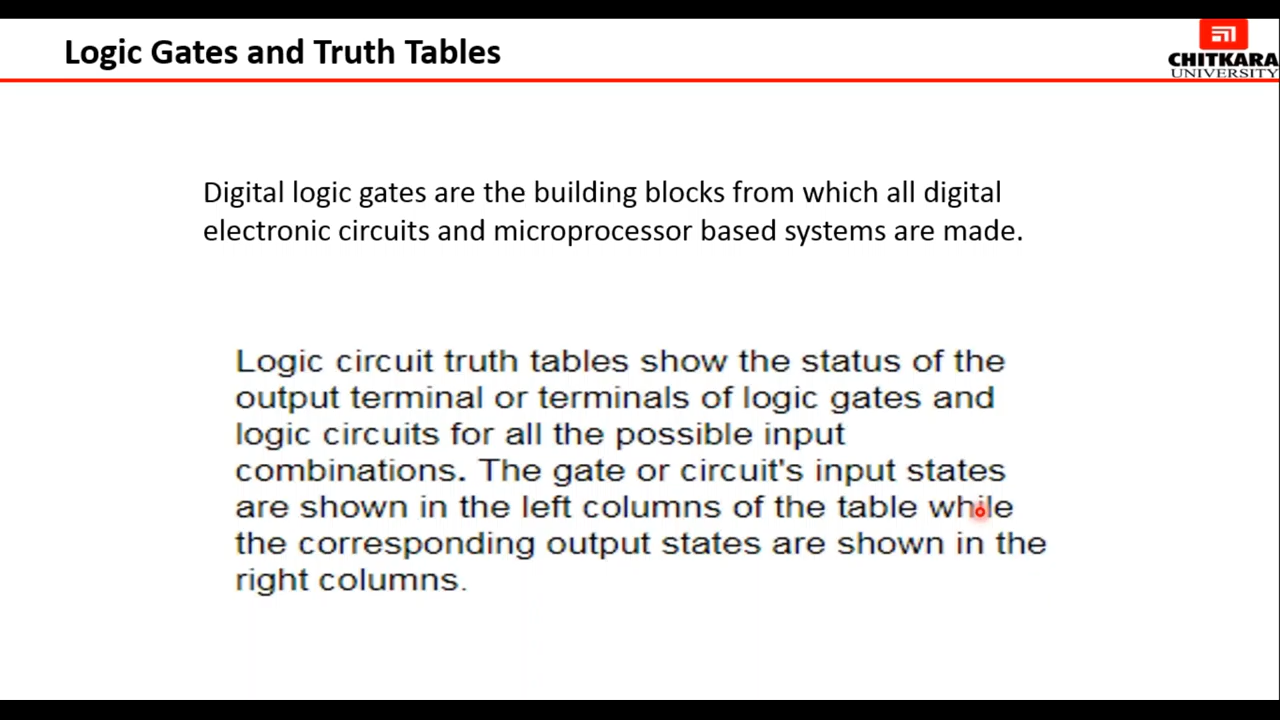 Logic Gates and Truth Tables
CHITKARA
UNIVERSITY
Digital logic gates are the building blocks from which all digital
electronic circuits and microprocessor based systems are made.
Logic circuit truth tables show the status of the
output terminal or terminals of logic gates and
logic circuits for all the possible input
combinations. The gate or circuit's input states
are shown in the left columns of the table while
the corresponding output states are shown in the
right columns.